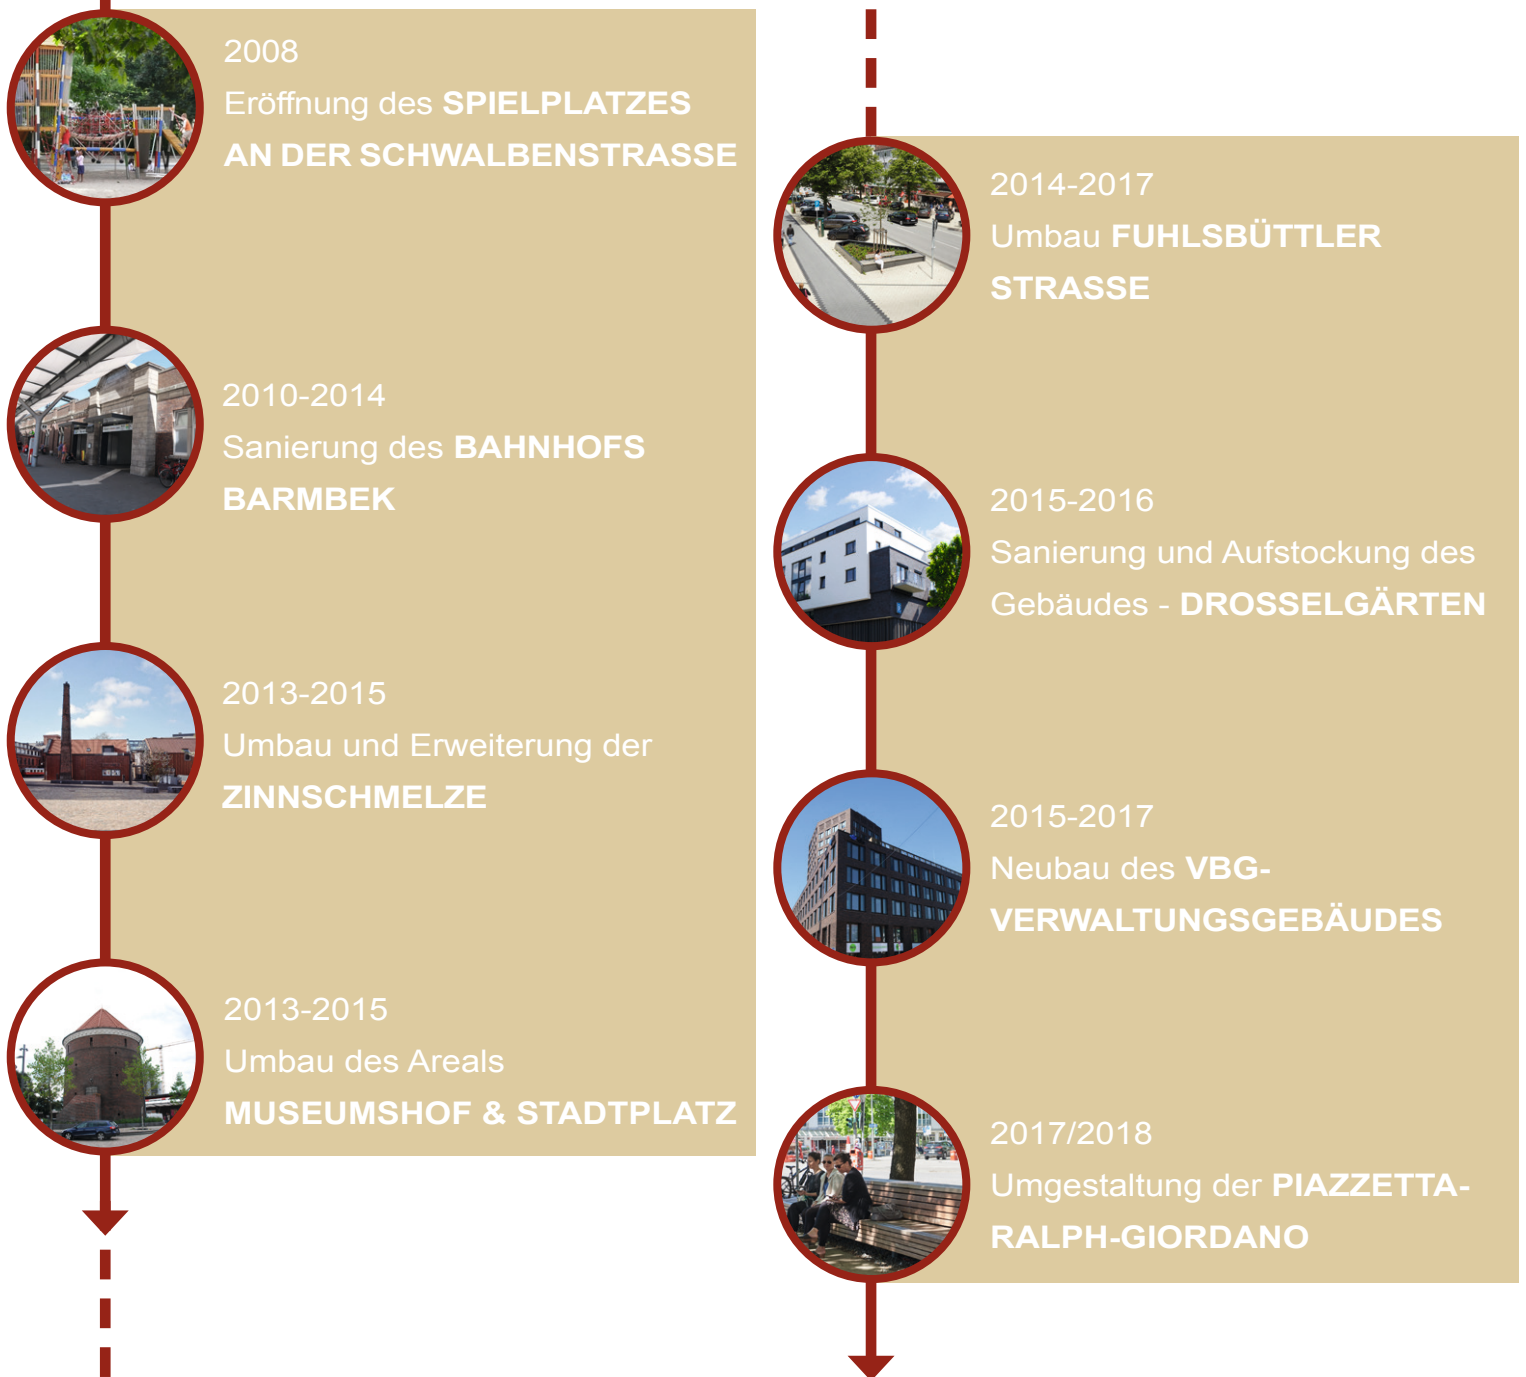 2008
Eröffnung des SPIELPLATZES
AN DER SCHWALBENSTRASSE
2010-2014
Sanierung des BAHNHOFS
BARMBEK
2013-2015
Umbau und Erweiterung der
ZINNSCHMELZE
2013-2015
Umbau des Areals
MUSEUMSHOF & STADTPLATZ
2014-2017
Umbau FUHLSBÜTTLER
STRASSE
2015-2016
Sanierung und Aufstockung des
Gebäudes - DROSSELGÄRTEN
2015-2017
Neubau des VBG-
VERWALTUNGSGEBÄUDES
2017/2018
Umgestaltung der PIAZZETTA-
RALPH-GIORDANO